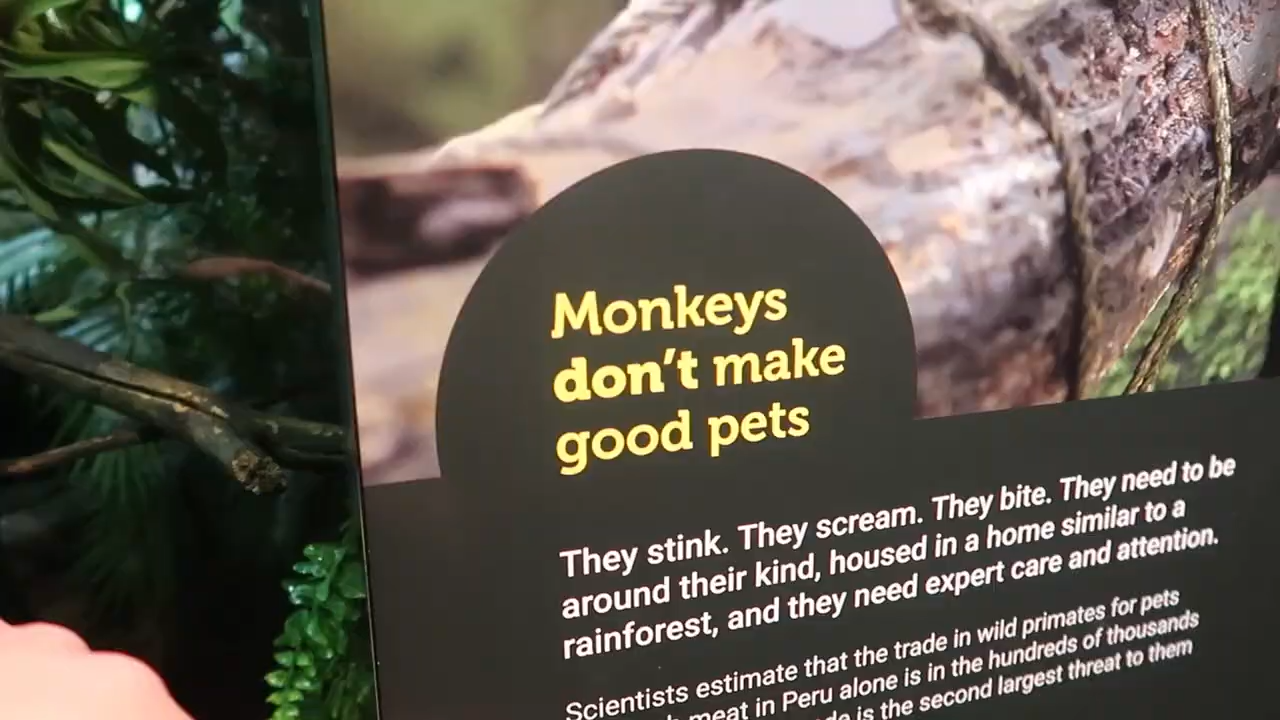 Monkeys
don't make
good pets
They stink. They scream. They bite. They need to be
around their kind, housed in a home similar to a
rainforest, and they need expert care and attention.
Scientists estimate that the trade in wild primates for pets
meat in Peru alone is in the hundreds of thousands
is the second largest threat to them